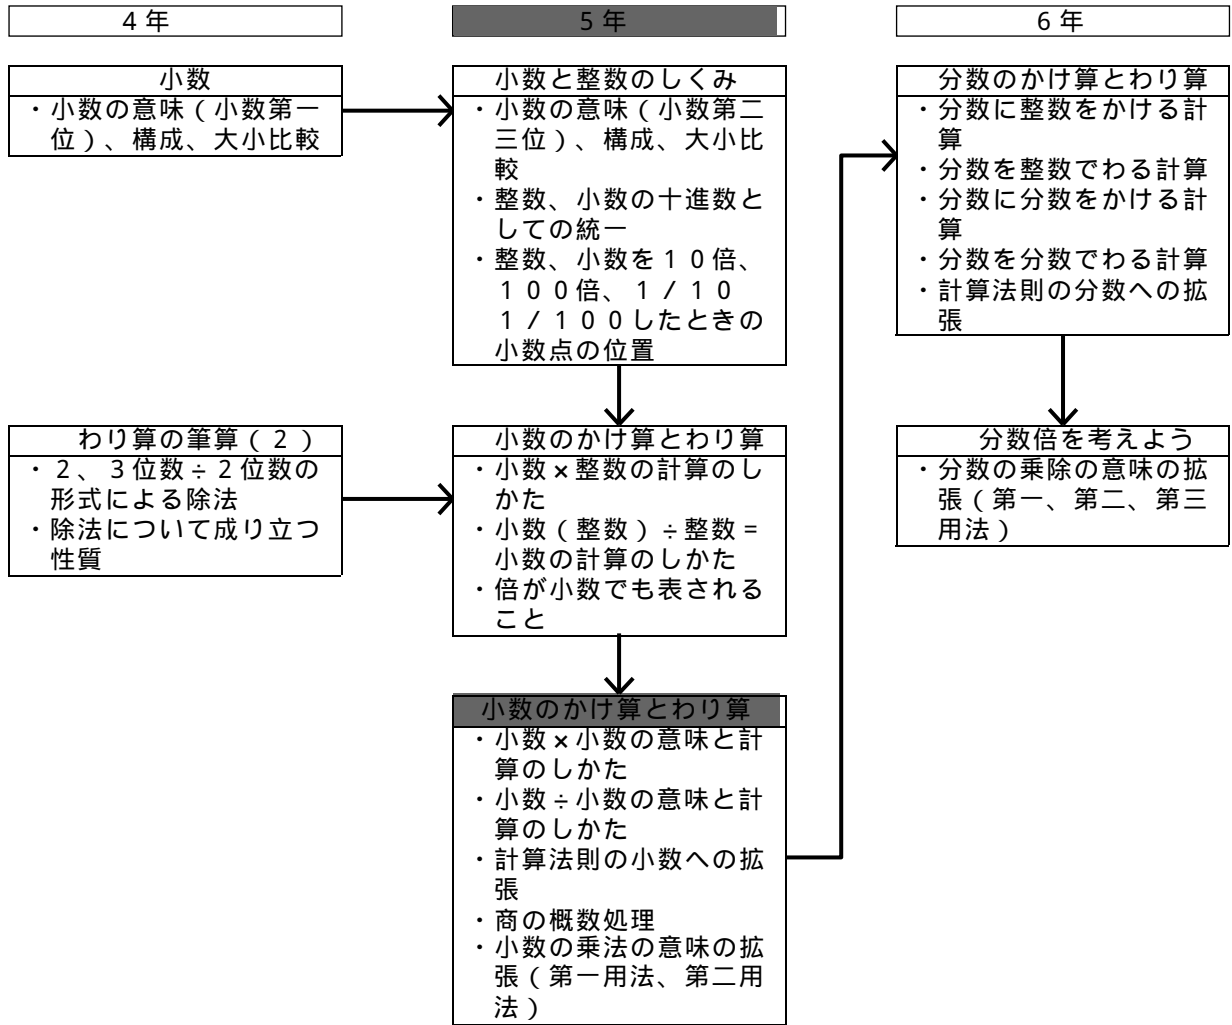 ４年
５年
６年
小数
・小数の意味（小数第一
位）、構成、大小比較
小数と整数のしくみ
・小数の意味（小数第二
三位）、構成、大小比
較
・整数、小数の十進数と
しての統一
・整数、小数を１０倍、
１００倍、１／１０
１／１００したときの
小数点の位置
分数のかけ算とわり算
・分数に整数をかける計
算
・分数を整数でわる計算
・分数に分数をかける計
算
・分数を分数でわる計算
・計算法則の分数への拡
張
わり算の筆算（２）
・２、３位数÷２位数の
形式による除法
・除法について成り立つ
性質
小数のかけ算とわり算
・小数×整数の計算のし
かた
・小数（整数）÷整数＝
小数の計算のしかた
・倍が小数でも表される
こと
分数倍を考えよう
・分数の乗除の意味の拡
張（第一、第二、第三
用法）
小数のかけ算とわり算
・小数×小数の意味と計
算のしかた
・小数÷小数の意味と計
算のしかた
・計算法則の小数への拡
張
・商の概数処理
・小数の乗法の意味の拡
張（第一用法、第二用
法）